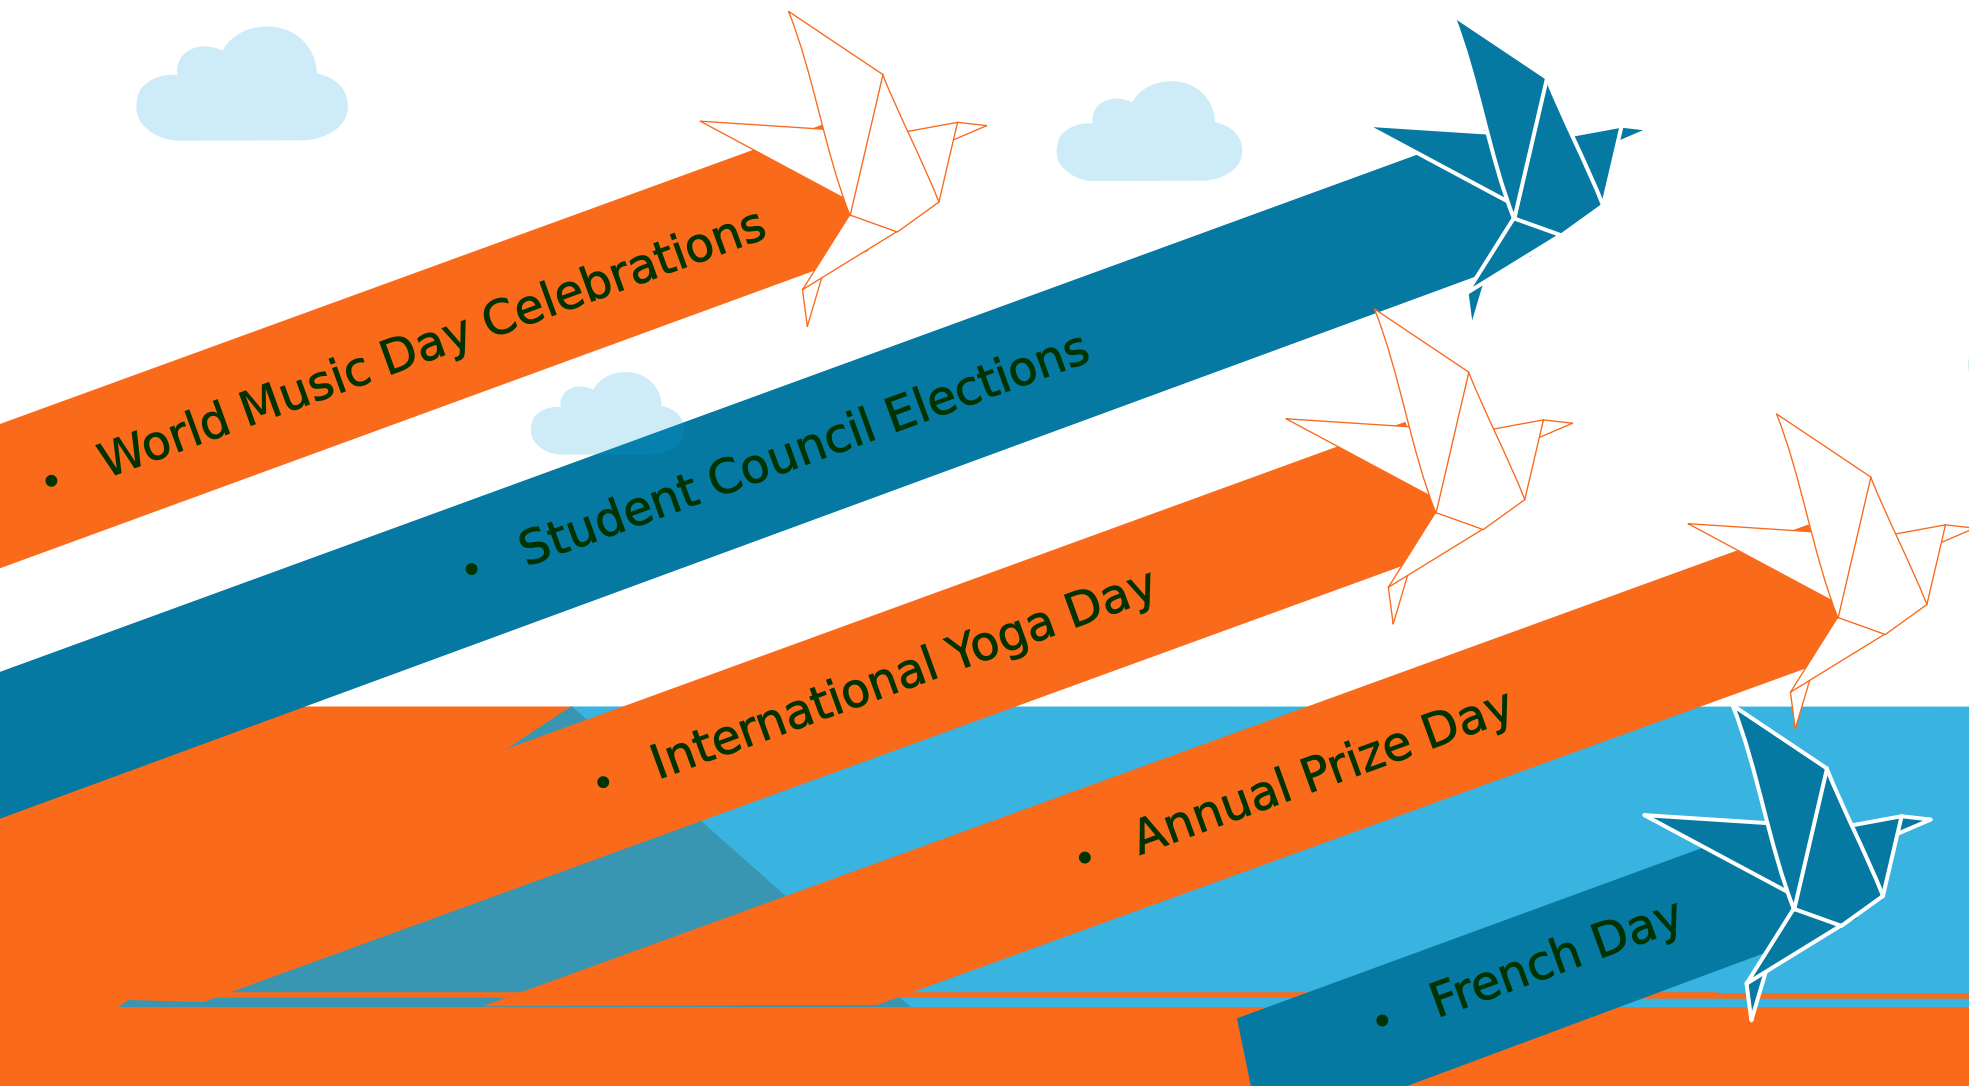 • World Music Day Celebrations
• Student Council Elections
• International Yoga Day
• Annual Prize Day
• French Day